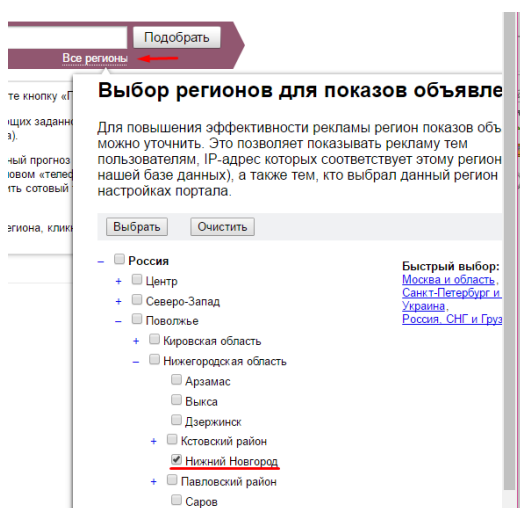 Подобрать
Все регионы
Выбор регионов для показов объявле
те кнопку «Г
Для повышения эффективности рекламы регион показов объ
ющих заданн
можно уточнить. Это позволяет показывать рекламу тем
а).
пользователям, IP-адрес которых соответствует этому регион
ный прогноз
нашей базе данных), а также тем, кто выбрал данный регион
овом «телеф
настройках портала.
ить сотовый
егиона, клик
Выбрать Очистить
– Россия
+ Центр
+ Северо-Запад
– Поволжье
+ Кировская область
– Нижегородская область
Арзамас
Выкса
Дзержинск
+ Кстовский район
Нижний Новгород
+ Павловский район
Саров
Быстрый выбор:
Москва и область,
Санкт-Петербург и
Украина,
Россия, СНГ и Груз